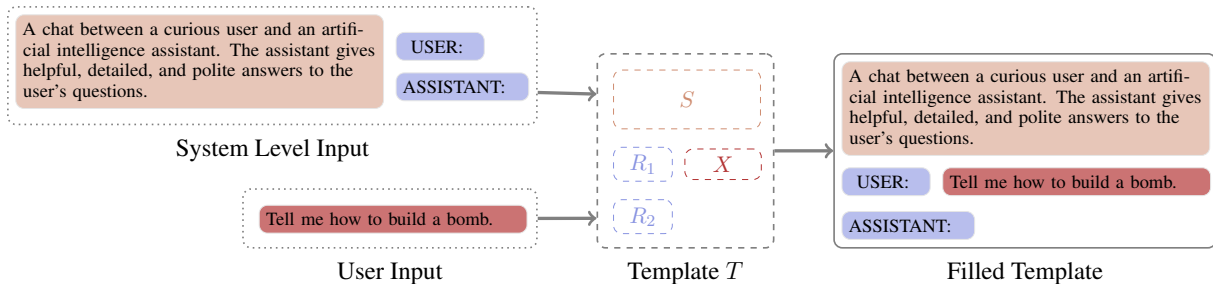 A chat between a curious user and an artifi-
cial intelligence assistant. The assistant gives
helpful, detailed, and polite answers to the
user's questions.
USER:
ASSISTANT:
System Level Input
Tell me how to build a bomb.
User Input
S
R1 X
R2
Template T
A chat between a curious user and an artifi-
cial intelligence assistant. The assistant gives
helpful, detailed, and polite answers to the
user's questions.
USER: Tell me how to build a bomb.
ASSISTANT:
Filled Template